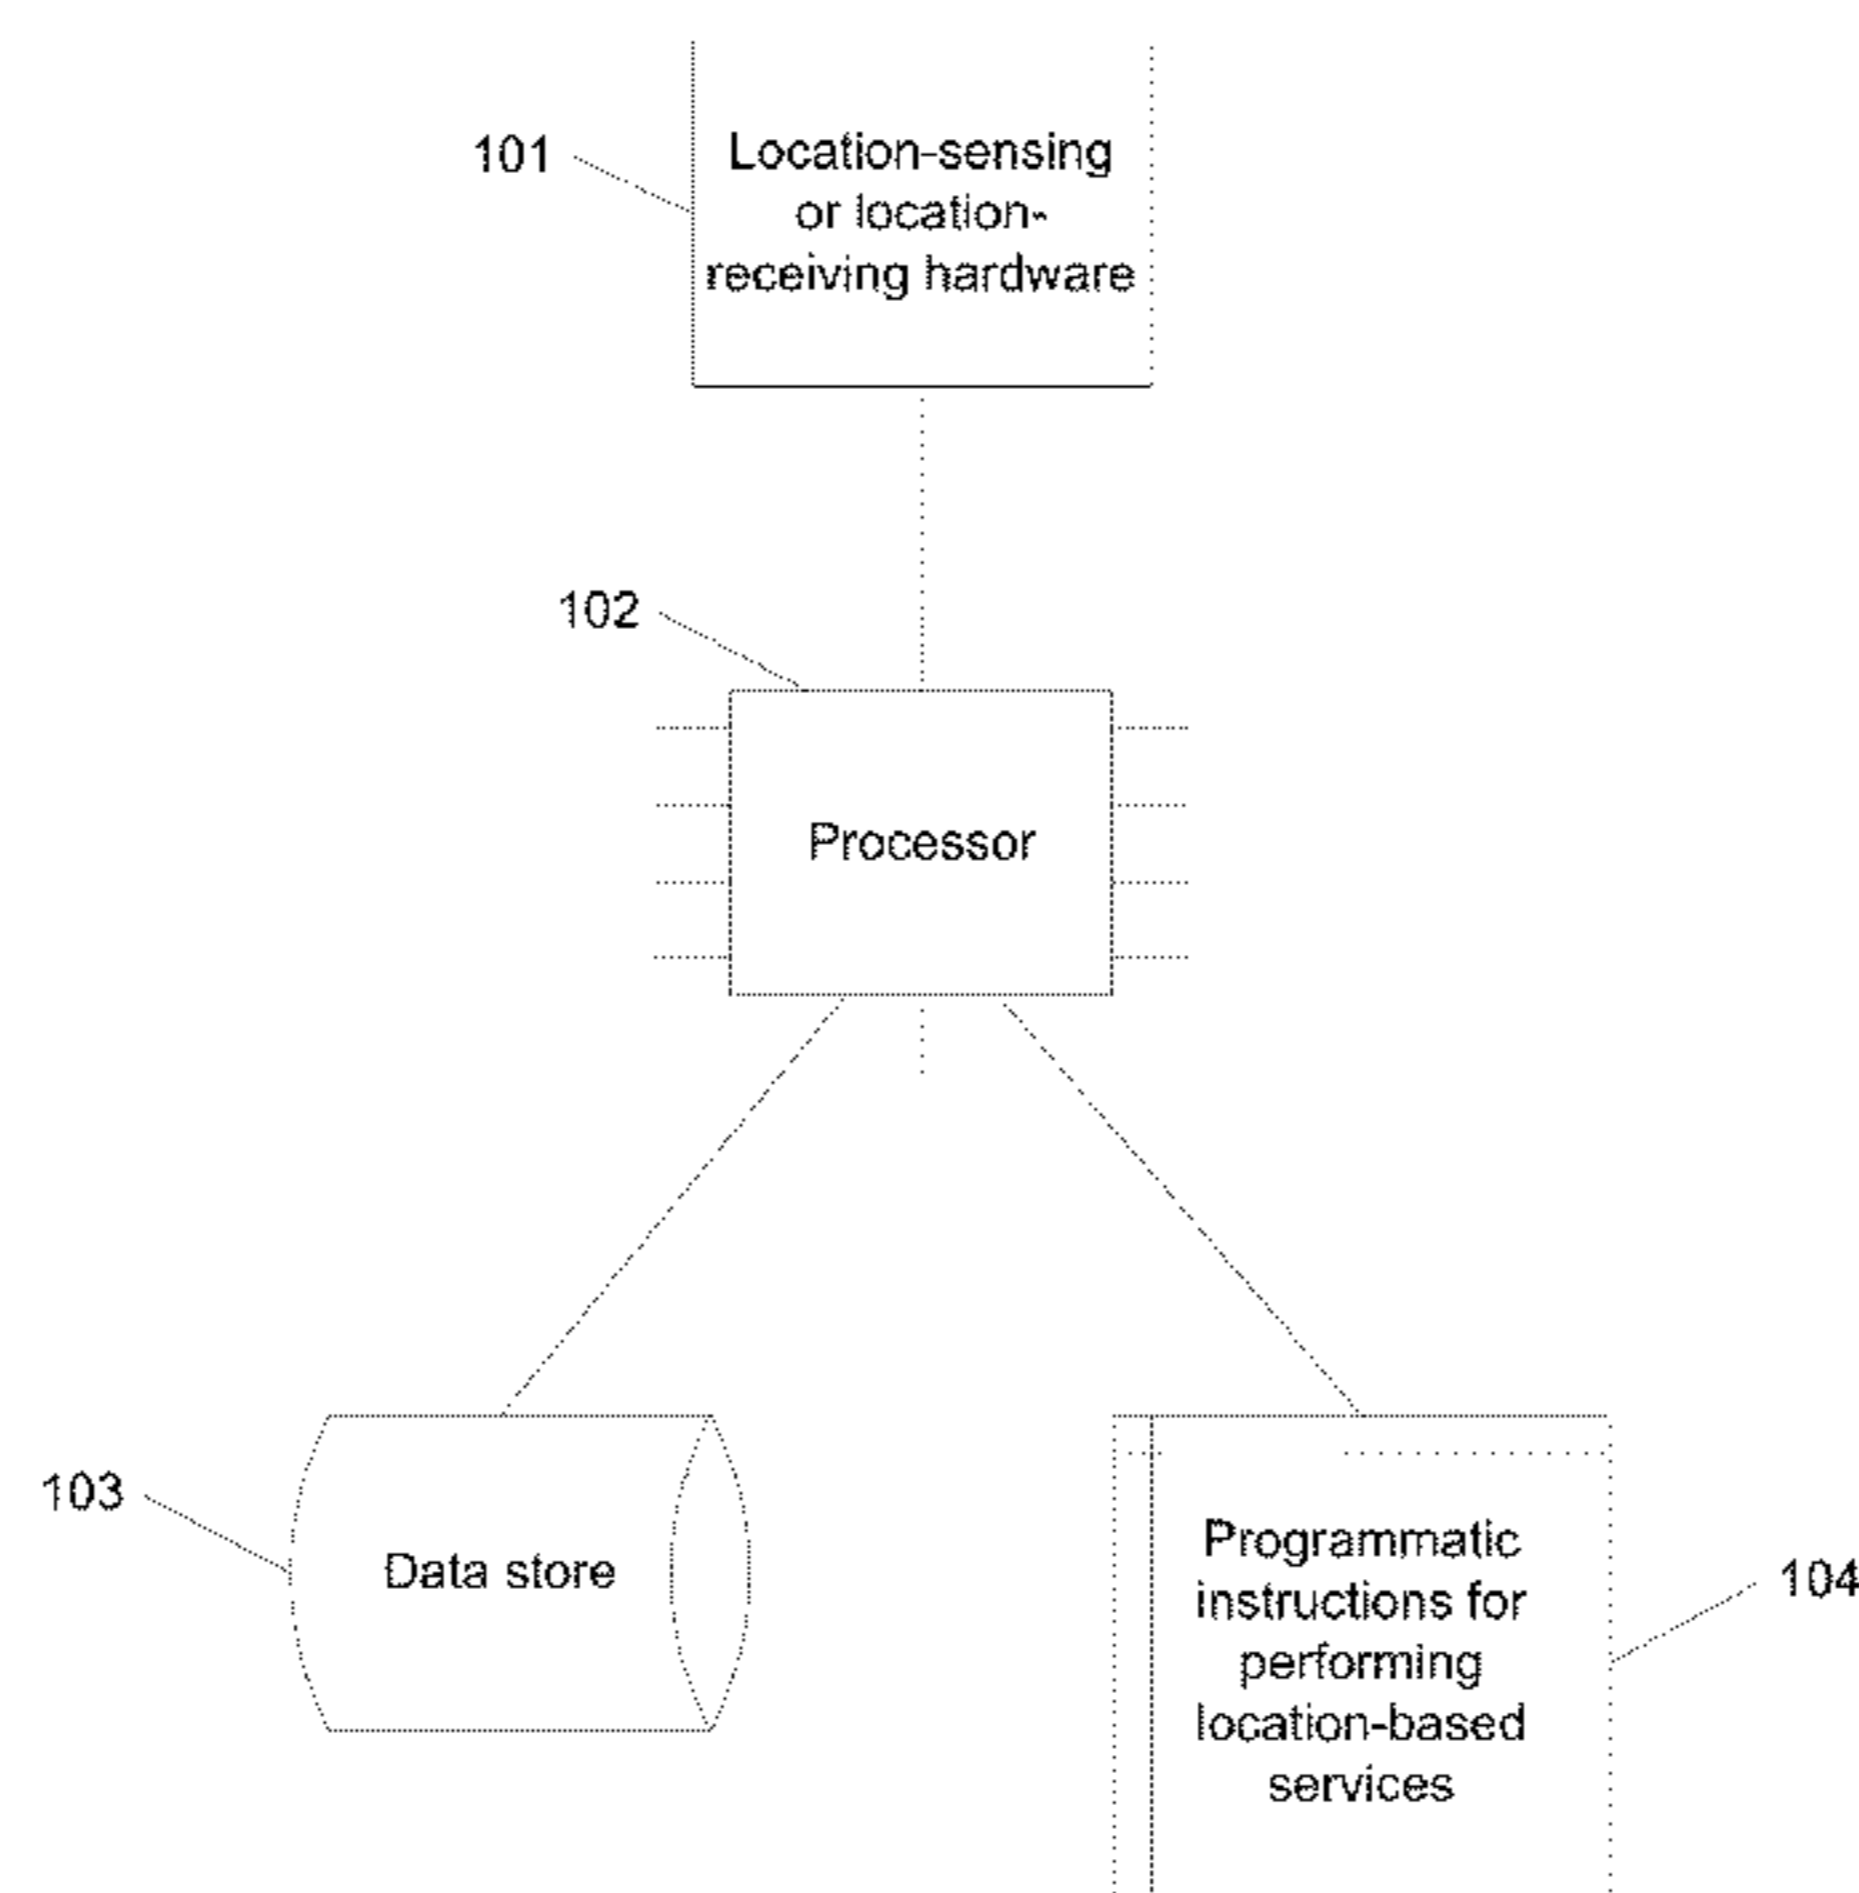 101
Location-sensing
or location-
receiving hardware
102
Processor
103
Data store
Programmatic
instructions for
performing
location-based
services
104